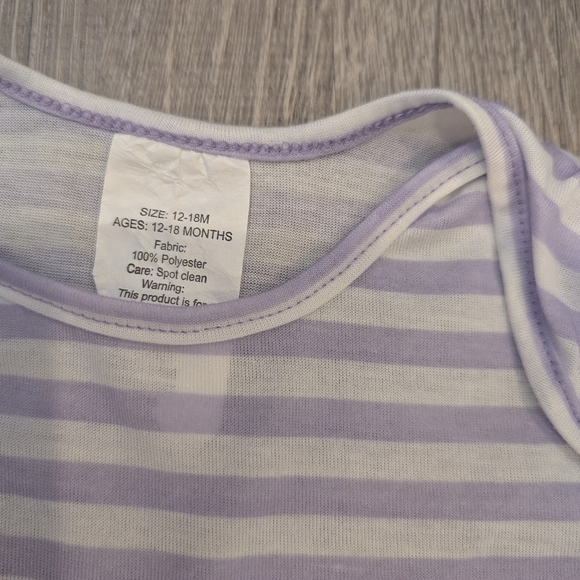 SIZE: 12-18M
AGES: 12-18 MONTHS
Fabric:
100% Polyester
Care: Spot clean
Warning:
This product is for